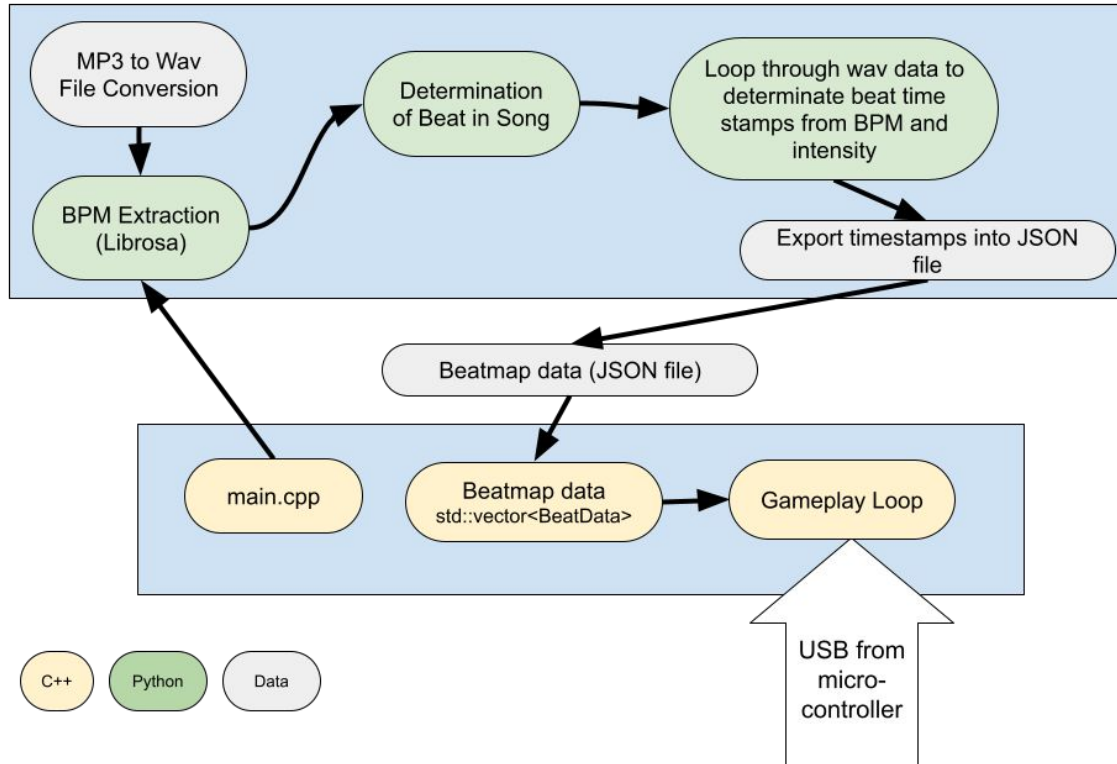 MP3 to Wav
File Conversion
Determination
of Beat in Song
Loop through wav data to
determinate beat time
stamps from BPM and
intensity
BPM Extraction
(Librosa)
Export timestamps into JSON
file
Beatmap data (JSON file)
main.cpp
Beatmap data
std::vector<BeatData>
Gameplay Loop
USB from
micro-
controller
C++
Python
Data